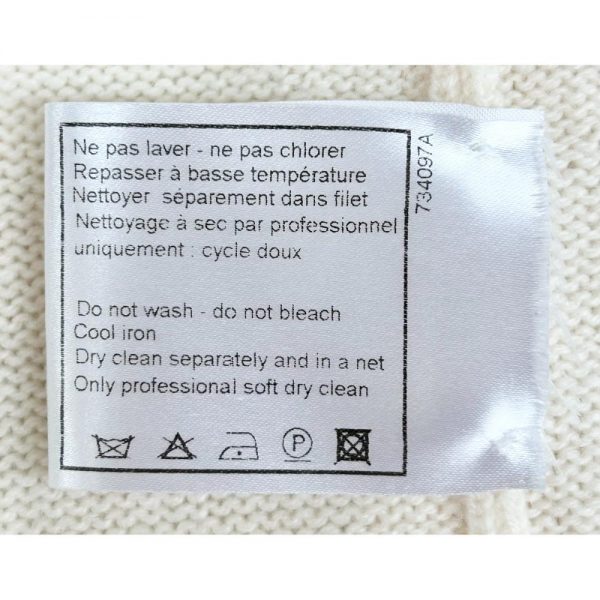 Ne pas laver - ne pas chlorer
Repasser à basse température
Nettoyer séparement dans filet
Nettoyage à sec par professionnel
uniquement : cycle doux
Do not wash - do not bleach
Cool iron
Dry clean separately and in a net
Only professional soft dry clean
P
734097A